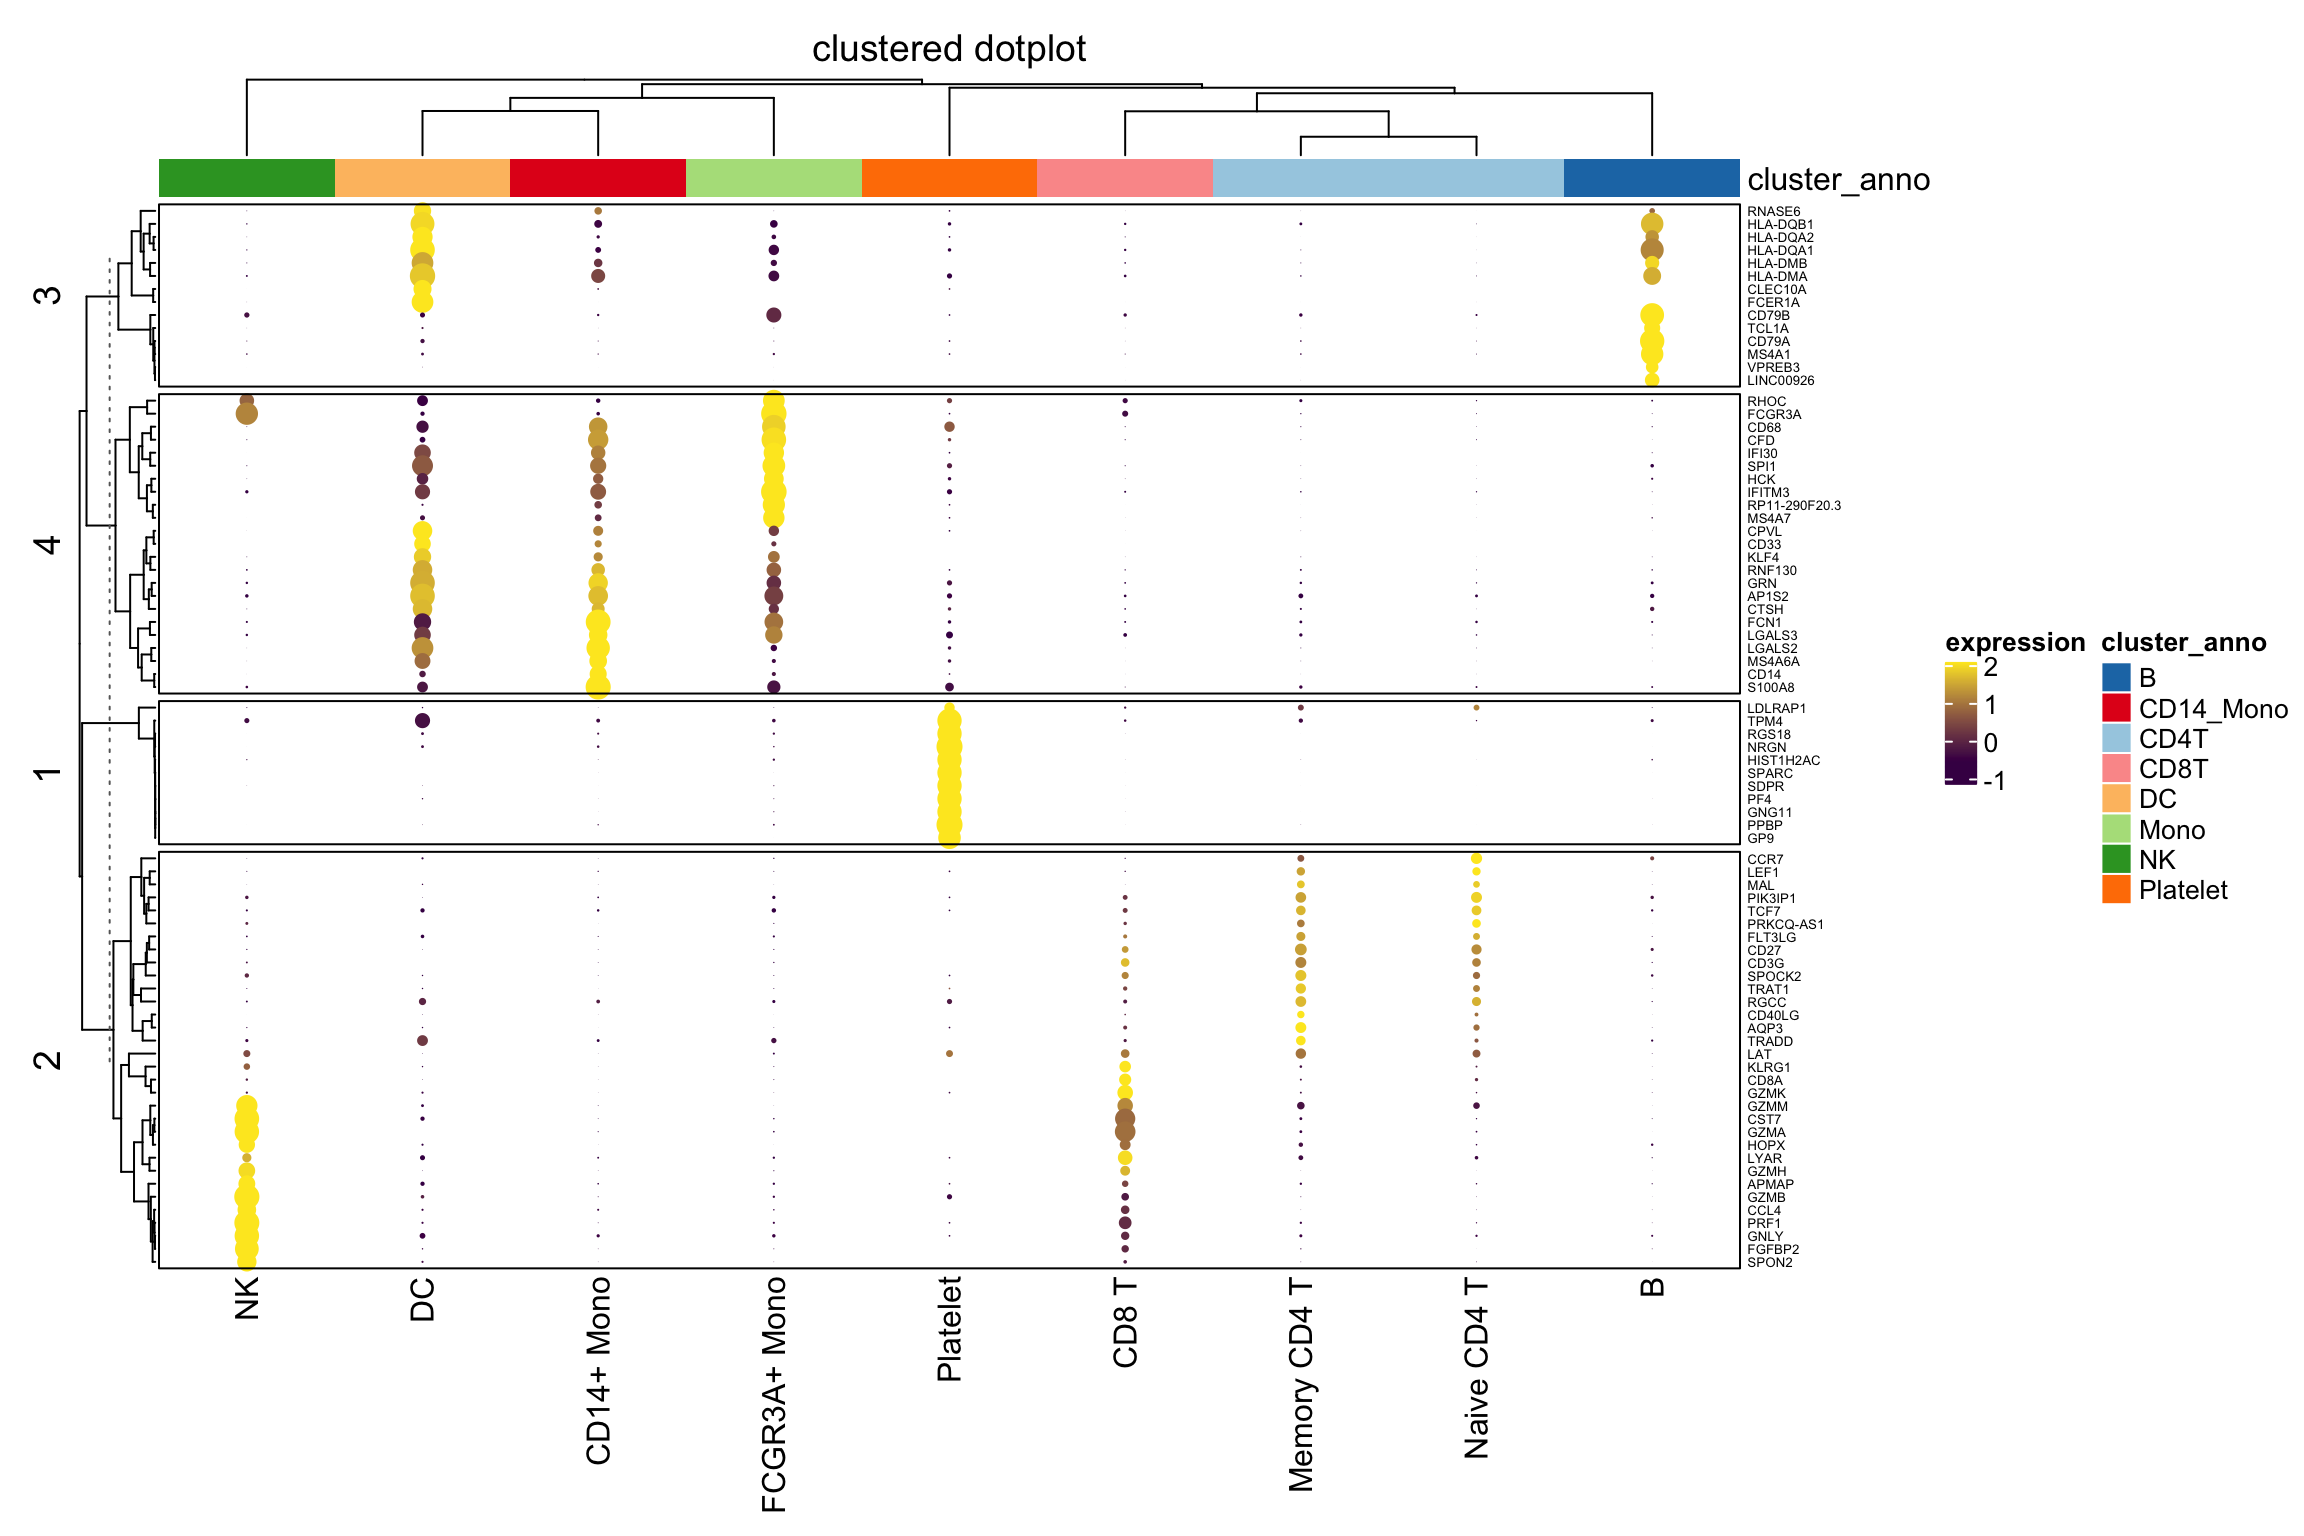 clustered dotplot
cluster_anno
3
RNASE6
HLA-DQB1
HLA-DQA2
HLA-DQA1
HLA-DMB
HLA-DMA
CLEC10A
FCER1A
CD79B
TCL1A
CD79A
MS4A1
VPREB3
LINC00926
4
RHOC
FCGR3A
CD68
CFD
IFI30
SPI1
HCK
IFITM3
RP11-290F20.3
MS4A7
CPVL
CD33
KLF4
RNF130
GRN
AP1S2
CTSH
FCN1
LGALS3
LGALS2
MS4A6A
CD14
S100A8
1
LDLRAP1
TPM4
RGS18
NRGN
HIST1H2AC
SPARC
SDPR
PF4
GNG11
PPBP
GP9
2
CCR7
LEF1
MAL
PIK3IP1
TCF7
PRKCQ-AS1
FLT3LG
CD27
CD3G
SPOCK2
TRAT1
RGCC
CD40LG
AQP3
TRADD
LAT
KLRG1
CD8A
GZMK
GZMM
CST7
GZMA
HOPX
LYAR
GZMH
APMAP
GZMB
CCL4
PRF1
GNLY
FGFBP2
SPON2
NK
DC
CD14+ Mono
FCGR3A+ Mono
Platelet
CD8 T
Memory CD4 T
Naive CD4 T
B
expression
2
1
0
-1
cluster_anno
B
CD14_Mono
CD4T
CD8T
DC
Mono
NK
Platelet